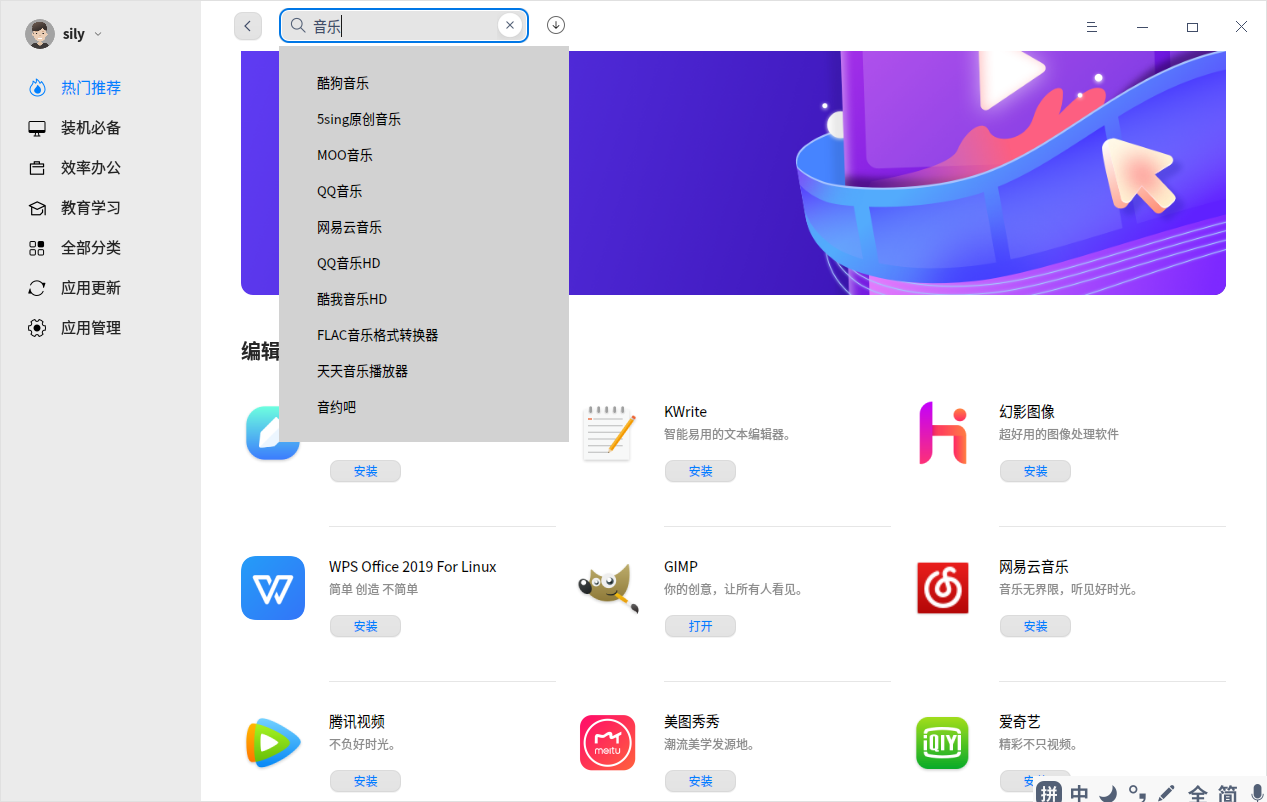 sily
音乐
热门推荐
装机必备
效率办公
教育学习
全部分类
应用更新
应用管理
酷狗音乐
5sing原创音乐
MOO音乐
QQ音乐
网易云音乐
QQ音乐HD
酷我音乐HD
FLAC音乐格式转换器
天天音乐播放器
音约吧
编辑
安装
KWrite
智能易用的文本编辑器。
安装
幻影图像
超好用的图像处理软件
安装
WPS Office 2019 For Linux
简单 创造 不简单
安装
GIMP
你的创意，让所有人看见。
打开
网易云音乐
音乐无界限，听见好时光。
安装
腾讯视频
不负好时光。
安装
meitu
美图秀秀
潮流美学发源地。
安装
iQIYI
爱奇艺
精彩不只视频。
安
拼 中 全 简